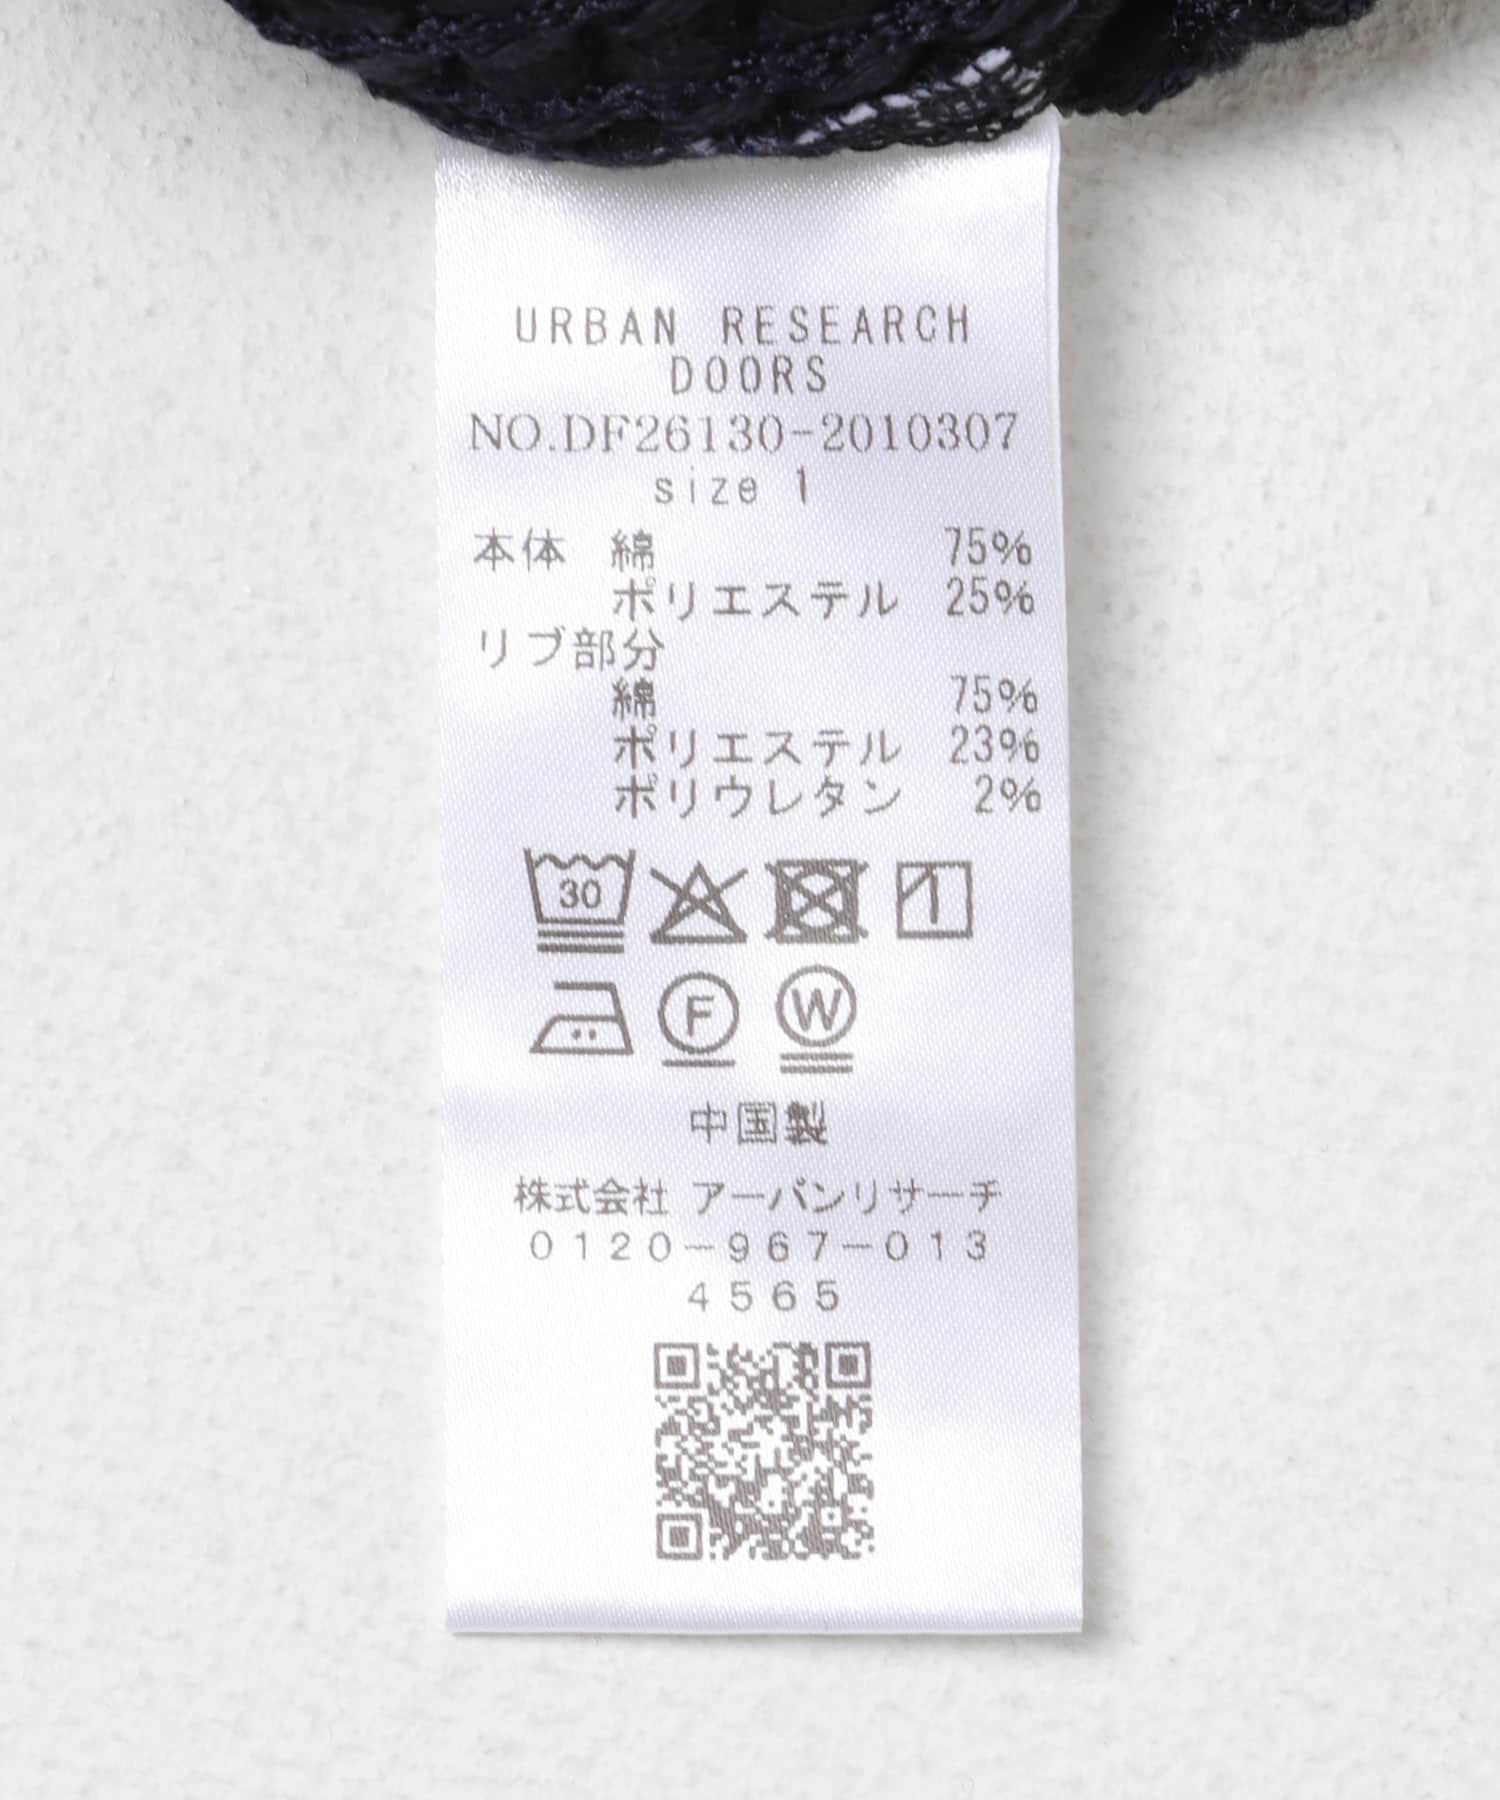 URBAN RESEARCH
DOORS
NO.DF26130-2010307
size 1
本体 綿 75%
ポリエステル 25%
リブ部分
綿 75%
ポリエステル 23%
ポリウレタン 2%
30
F W
中国製
株式会社 アーバンリサーチ
0120-967-013
4565